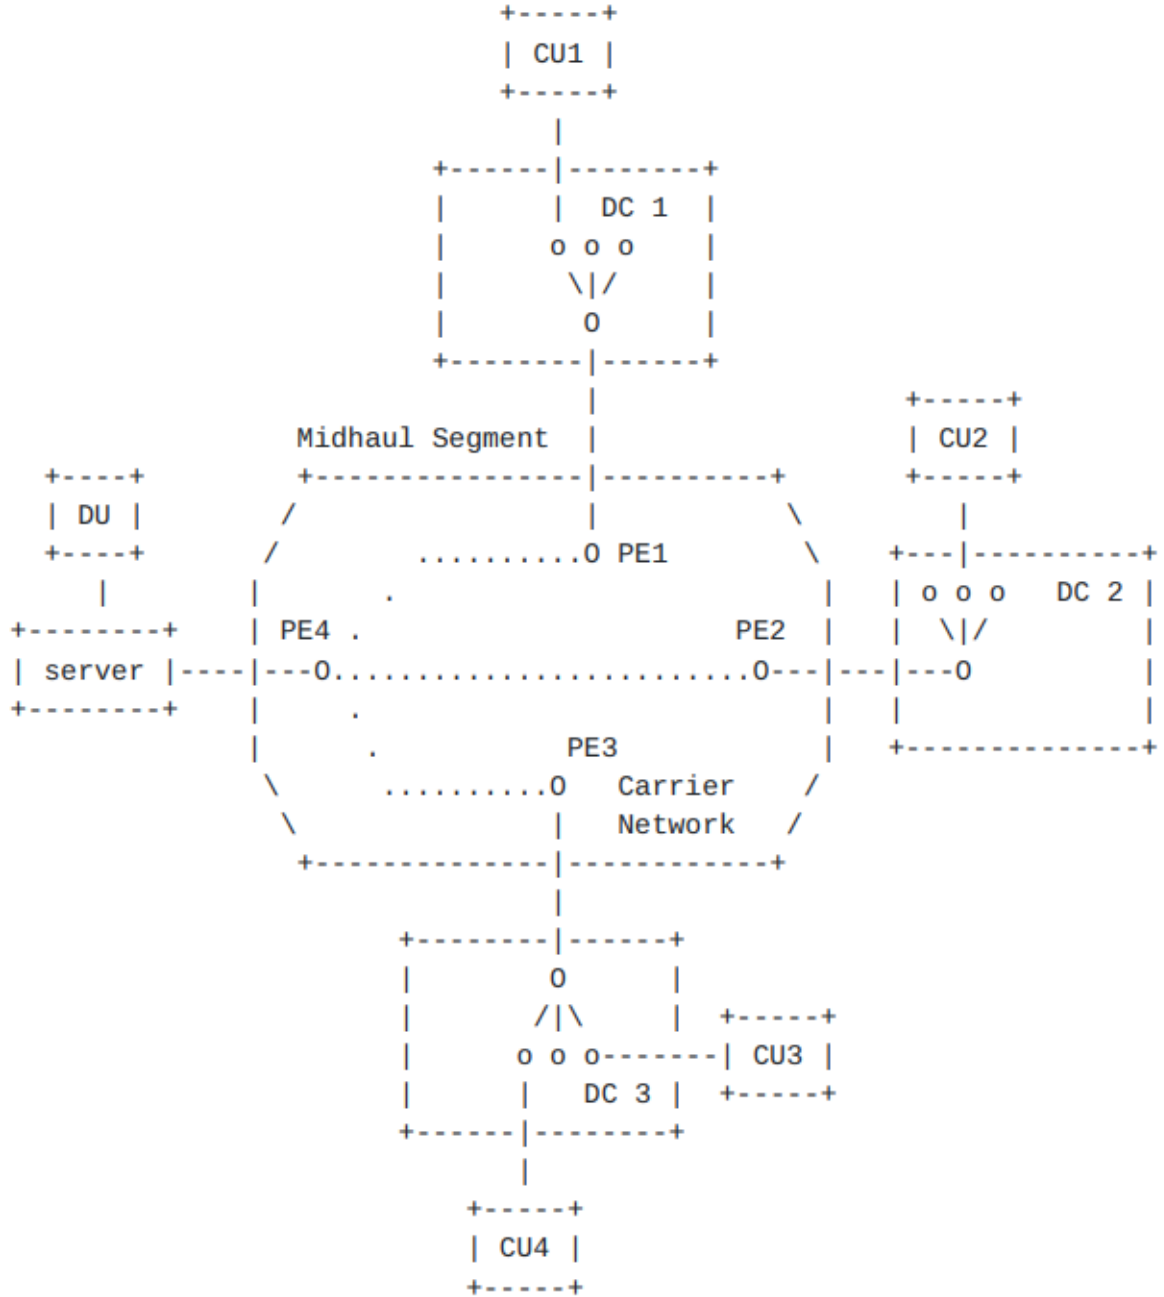 +-----+
                             | CU1 |
                             +-----+
                                |
                         +------|--------+
                         |      |  DC 1  |
                         |      o o o    |
                         |       \|/     |
                         |        O      |
                         +--------|------+
                                  |                  +-----+
                 Midhaul Segment  |                  | CU2 |
  +----+         +----------------|----------+       +-----+
  | DU |        /                 |           \         |
  +----+       /         ..........O PE1        \    +---|----------+
     |        |       .                          |   | o o o   DC 2 |
+--------+    | PE4 .                      PE2  |   |  \|/         |
| server |----|---O.........................O---|---|---O          |
+--------+    |     .                           |   |              |
              |      .           PE3            |   +--------------+
               \      ..........O   Carrier    /
                \               |   Network   /
                 +--------------|------------+
                                |
                       +--------|------+
                       |        O      |
                       |       /|\     |  +-----+
                       |      o o o-------| CU3 |
                       |      |   DC 3 |  +-----+
                       +------|--------+
                              |
                           +-----+
                           | CU4 |
                           +-----+